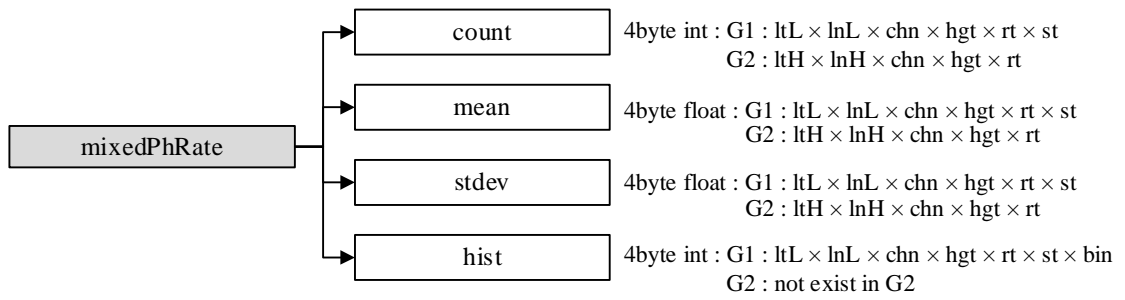 count
4byte int : G1 : ltL × lnL × chn × hgt × rt × st
G2 : ltH × lnH × chn × hgt × rt
mean
4byte float : G1 : ltL × lnL × chn × hgt × rt × st
G2 : ltH × lnH × chn × hgt × rt
mixedPhRate
stdev
4byte float : G1 : ltL × lnL × chn × hgt × rt × st
G2 : ltH × lnH × chn × hgt × rt
hist
4byte int : G1 : ltL × lnL × chn × hgt × rt × st × bin
G2 : not exist in G2